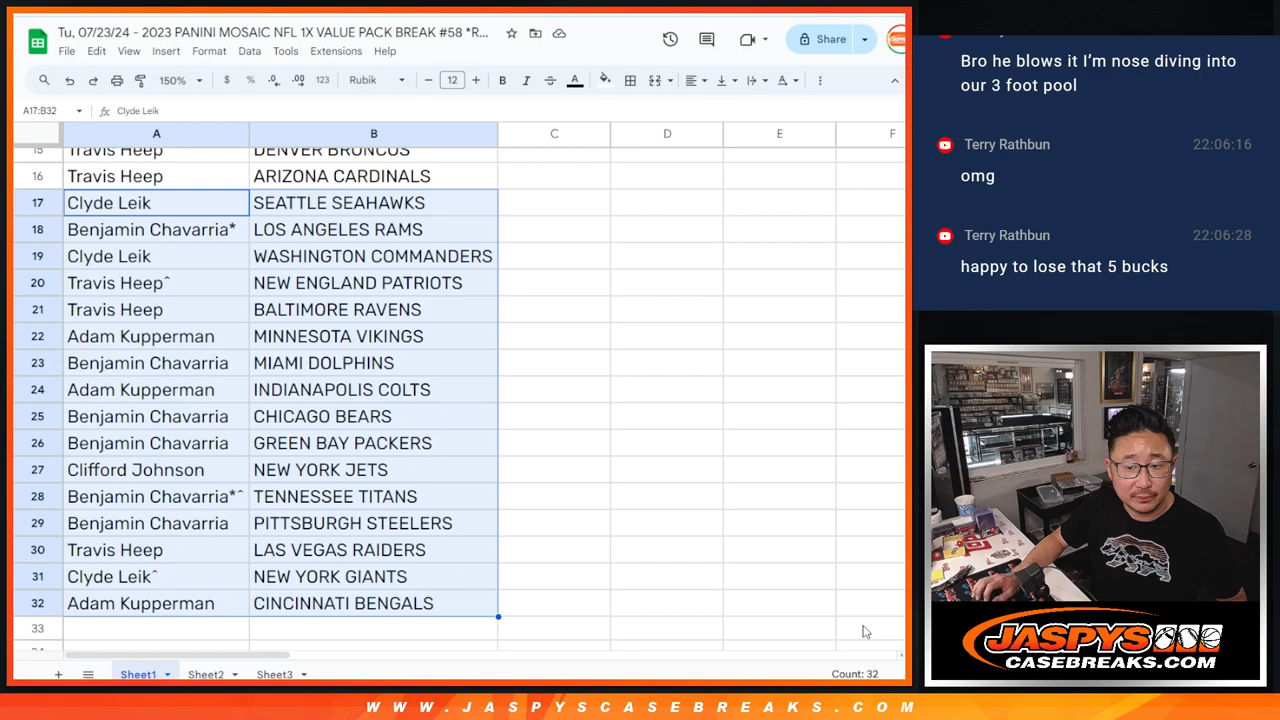 Tu, 07/23/24 - 2023 PANINI MOSAIC NFL 1X VALUE PACK BREAK #58 *R...
File Edit View Insert Format Data Tools Extensions Help
Share
150% $ % .0 .00 123 Rubik 12 B I A
A17:B32 fx Clyde Leik
A B C D E F
15 Travis Heep DENVER BRONCOS
16 Travis Heep ARIZONA CARDINALS
17 Clyde Leik SEATTLE SEAHAWKS
18 Benjamin Chavarria* LOS ANGELES RAMS
19 Clyde Leik WASHINGTON COMMANDERS
20 Travis Heep^ NEW ENGLAND PATRIOTS
21 Travis Heep BALTIMORE RAVENS
22 Adam Kupperman MINNESOTA VIKINGS
23 Benjamin Chavarria MIAMI DOLPHINS
24 Adam Kupperman INDIANAPOLIS COLTS
25 Benjamin Chavarria CHICAGO BEARS
26 Benjamin Chavarria GREEN BAY PACKERS
27 Clifford Johnson NEW YORK JETS
28 Benjamin Chavarria*^ TENNESSEE TITANS
29 Benjamin Chavarria PITTSBURGH STEELERS
30 Travis Heep LAS VEGAS RAIDERS
31 Clyde Leik^ NEW YORK GIANTS
32 Adam Kupperman CINCINNATI BENGALS
33
Sheet1 Sheet2 Sheet3 Count: 32
Bro he blows it I'm nose diving into
our 3 foot pool
Terry Rathbun 22:06:16
omg
Terry Rathbun 22:06:28
happy to lose that 5 bucks
JASPYS
CASEBREAKS.COM
WWW.JASPYSCASEBREAKS.COM